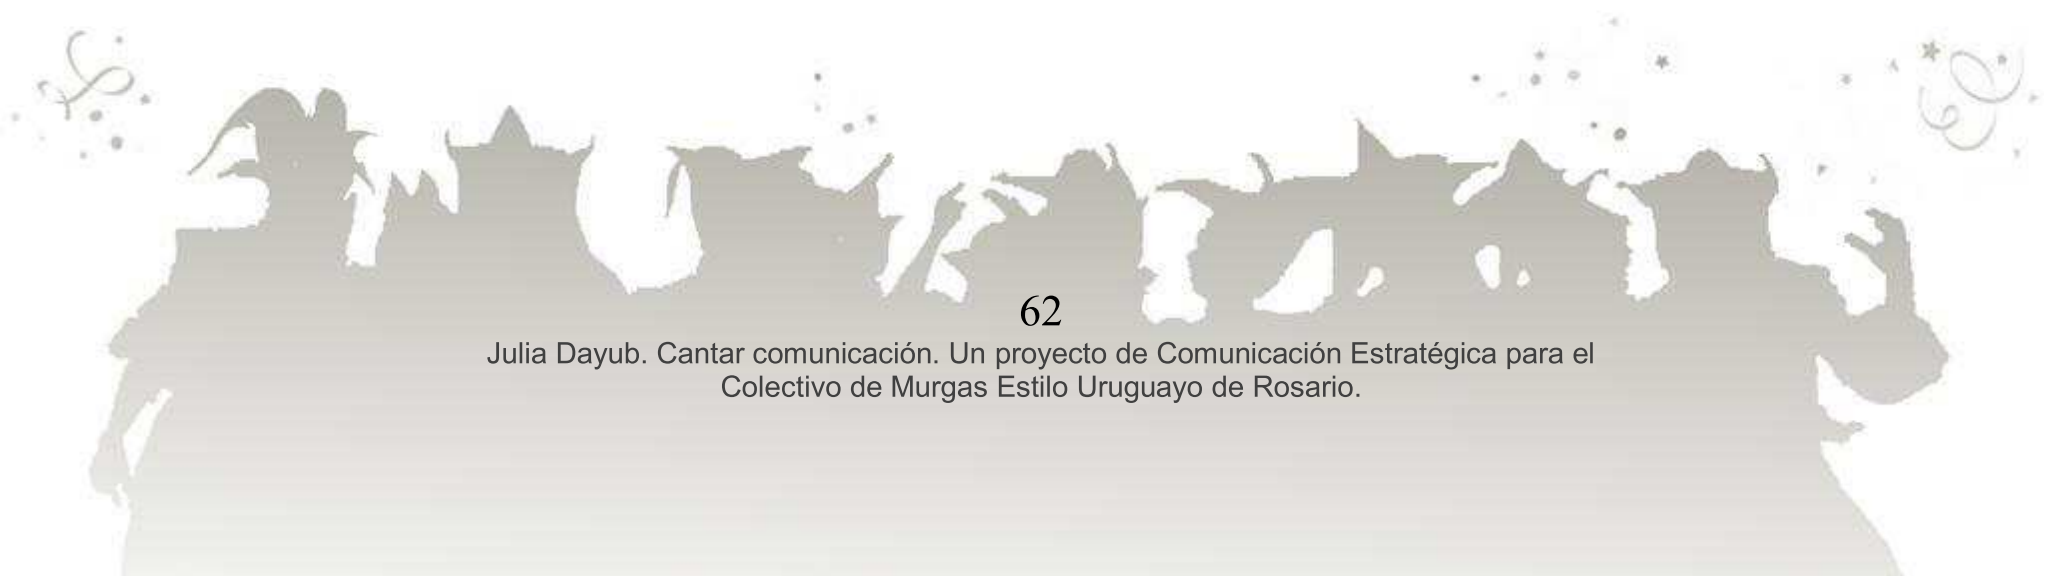 62
Julia Dayub. Cantar comunicación. Un proyecto de Comunicación Estratégica para el
Colectivo de Murgas Estilo Uruguayo de Rosario.